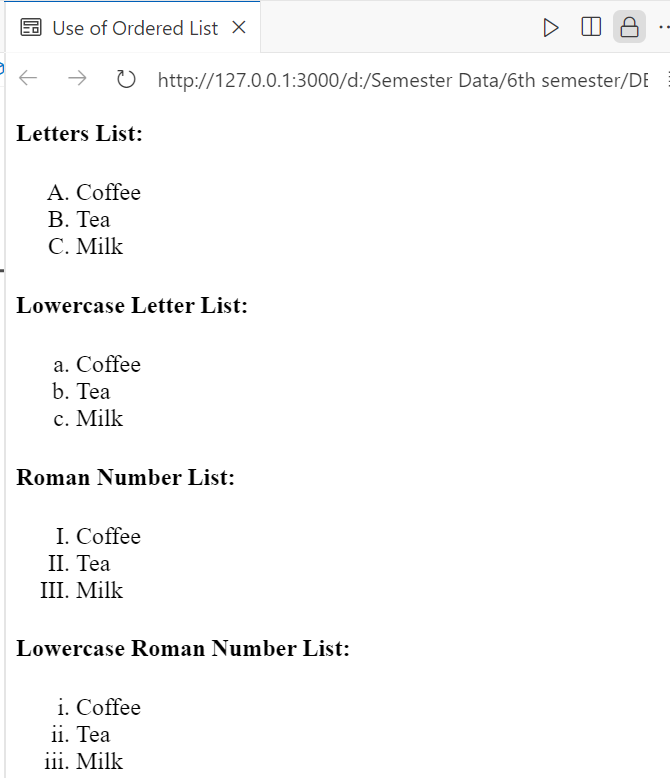 Use of Ordered List
http://127.0.0.1:3000/d:/Semester Data/6th semester/DE
Letters List:
A. Coffee
B. Tea
C. Milk
Lowercase Letter List:
a. Coffee
b. Tea
c. Milk
Roman Number List:
I. Coffee
II. Tea
III. Milk
Lowercase Roman Number List:
i. Coffee
ii. Tea
iii. Milk